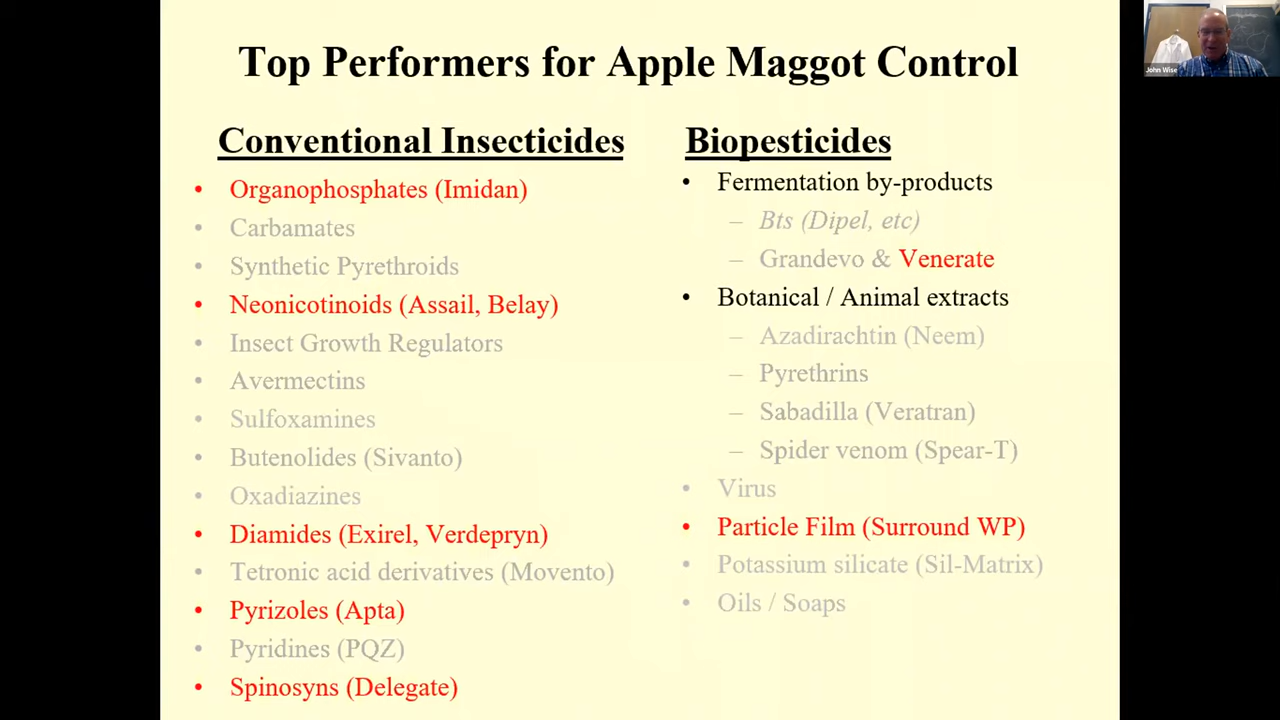 Top Performers for Apple Maggot Control
Conventional Insecticides
• Organophosphates (Imidan)
• Carbamates
• Synthetic Pyrethroids
• Neonicotinoids (Assail, Belay)
• Insect Growth Regulators
• Avermectins
• Sulfoxamines
• Butenolides (Sivanto)
• Oxadiazines
• Diamides (Exirel, Verdepryn)
• Tetronic acid derivatives (Movento)
• Pyrizoles (Apta)
• Pyridines (PQZ)
• Spinosyns (Delegate)
Biopesticides
• Fermentation by-products
– Bts (Dipel, etc)
– Grandevo & Venerate
• Botanical / Animal extracts
– Azadirachtin (Neem)
– Pyrethrins
– Sabadilla (Veratran)
– Spider venom (Spear-T)
• Virus
• Particle Film (Surround WP)
• Potassium silicate (Sil-Matrix)
• Oils / Soaps
John Wise